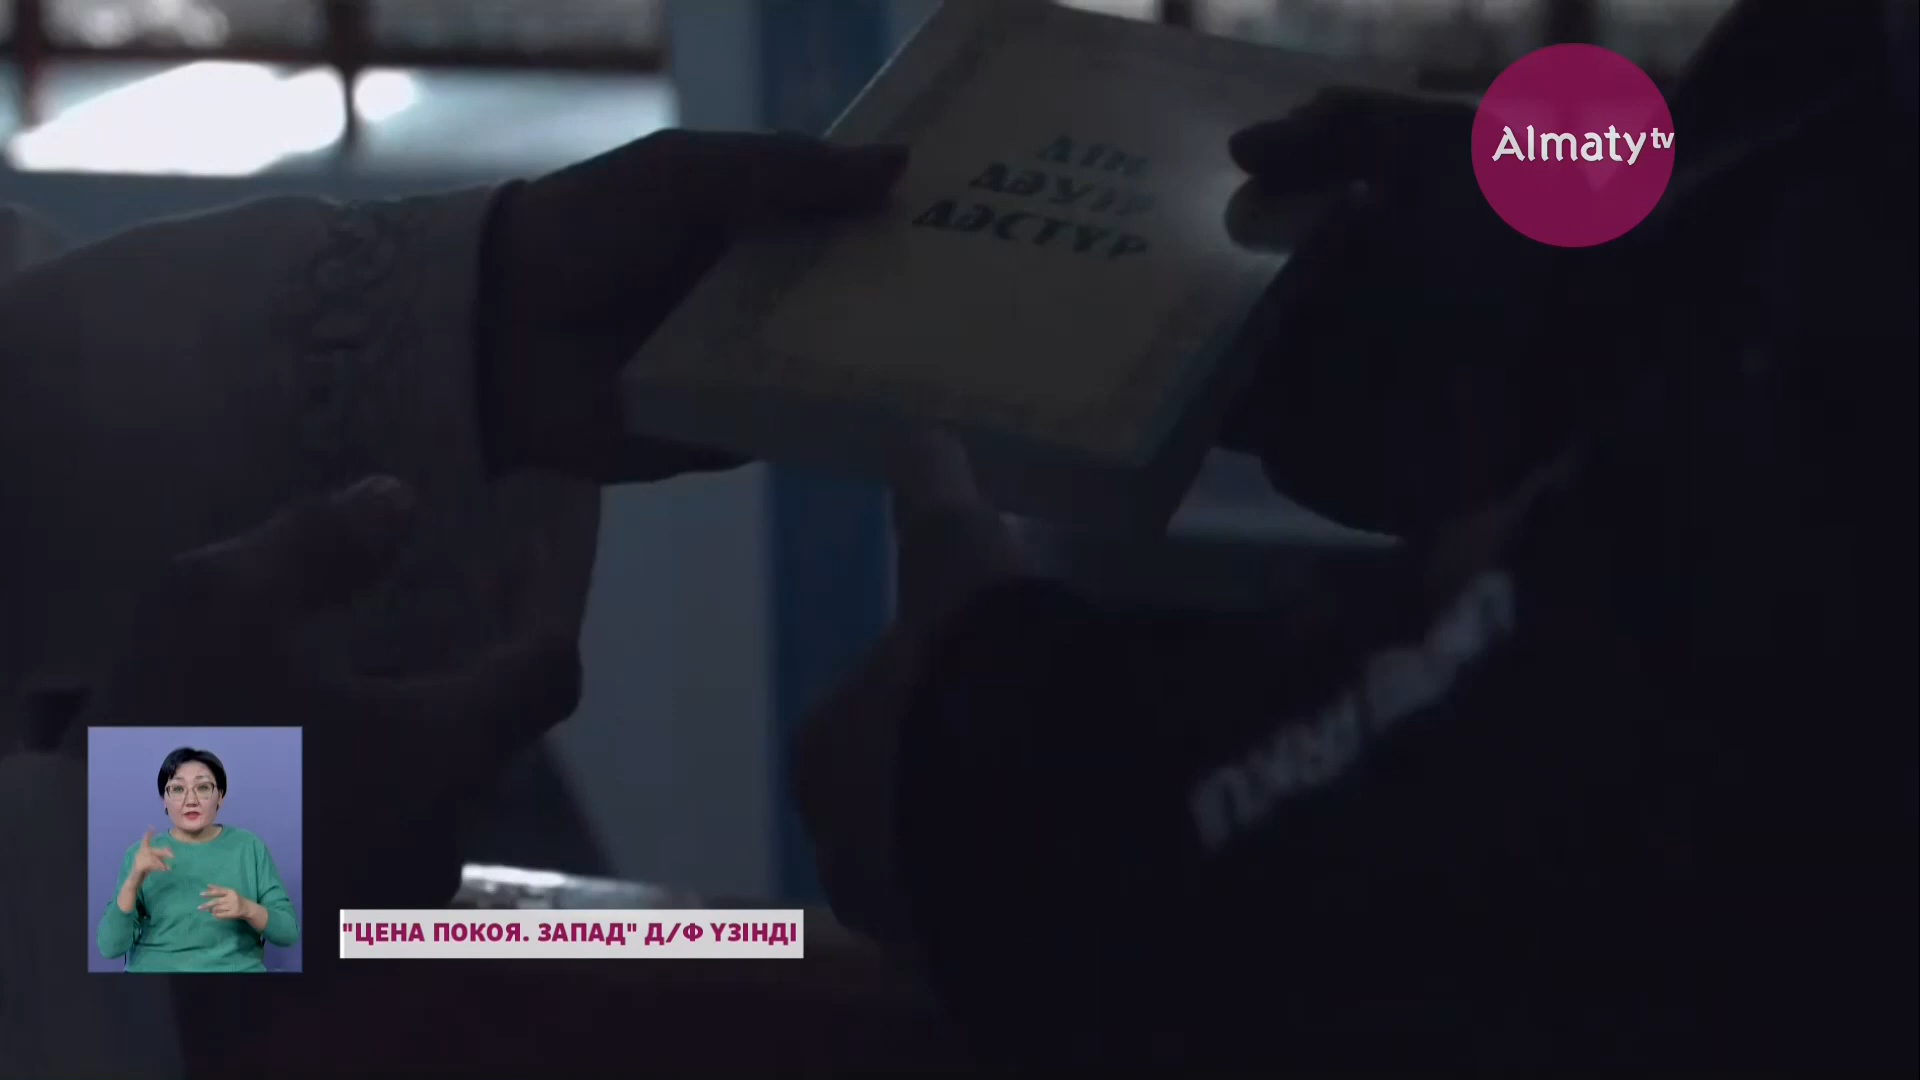 Almaty tv
ДІН
ДӘУІР
ДӘСТҮР
"ЦЕНА ПОКОЯ. ЗАПАД" Д/Ф ҮЗІНДІ